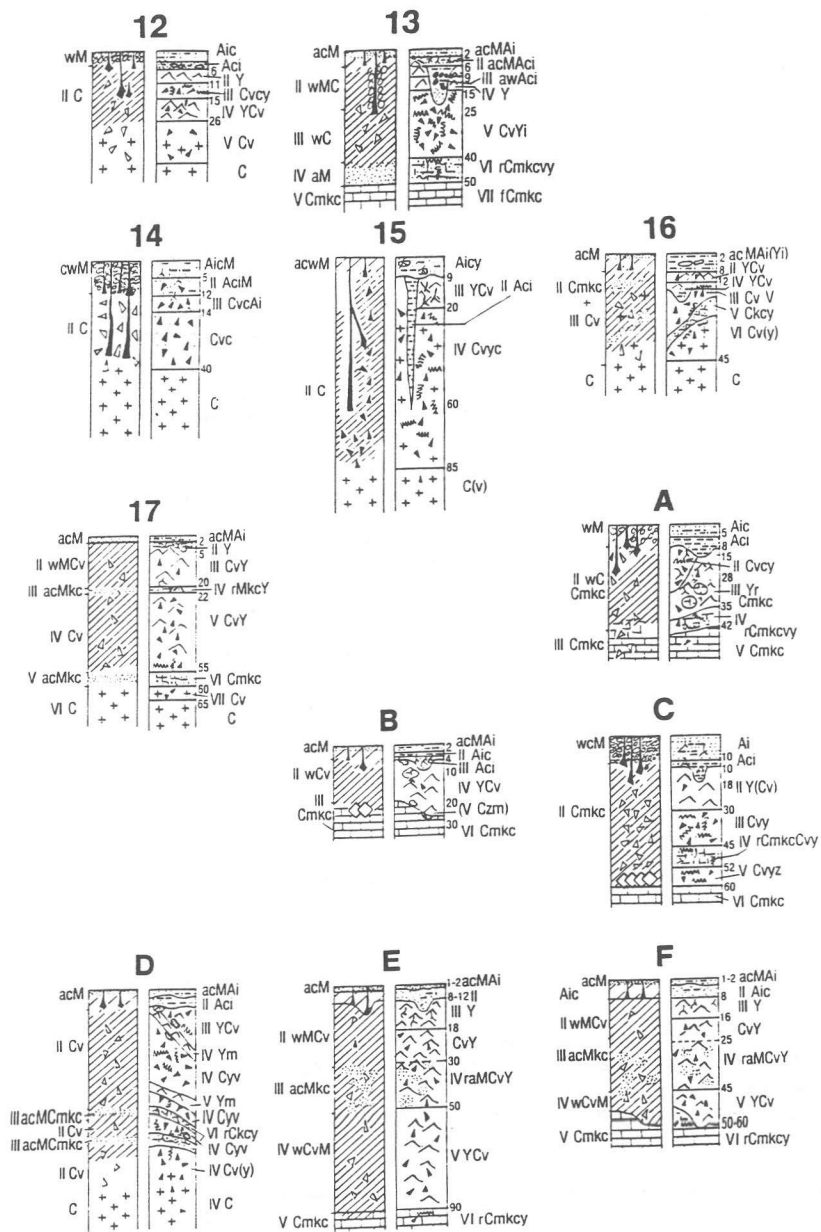 12
wM
II C
Aic
Aci
6
II Y
11
III Cvcy
15
IV YCv
26
V Cv
C
13
acM
II wMC
III wC
IV aM
V Cmkc
acMAi
2
II acMAci
6
III awAci
9
IV Y
15
25
V CvYi
40
VI rCmkcvy
50
VII fCmkc
14
cwM
II C
AicM
5
II AciM
12
III CvcAi
14
Cvc
40
C
15
acwM
II C
Aicy
9
III YCv
II Aci
20
IV Cvyc
60
85
C(v)
16
acM
II Cmkc
+
III Cv
C
2
acMAi(Yi)
8
II YCv
12
IV YCv
III Cv V
V Ckcy
VI Cv(y)
45
C
17
acM
II wMCv
III acMkc
IV Cv
V acMkc
VI C
acMAi
2
II Y
5
III CvY
20
IV rMkcY
22
V CvY
55
VI Cmkc
50
VII Cv
65
C
A
wM
II wC
Cmkc
III Cmkc
Aic
5
Aci
8
15
II Cvcy
28
III Yr
Cmkc
35
IV
42
rCmkcvy
V Cmkc
B
acM
II wCv
III
Cmkc
acMAi
2
II Aic
4
III Aci
10
IV YCv
20
(IV Czm)
30
VI Cmkc
C
wcM
II Cmkc
Ai
10
Aci
10
18
II Y(Cv)
30
III Cvy
45
IV rCmkcCvy
52
V Cvyz
60
VI Cmkc
D
acM
II Cv
III acMCmkc
II Cv
III acMCmkc
II Cv
C
acMAi
II Aci
III YCv
IV Ym
IV Cyv
V Ym
IV Cyv
VI rCkcy
IV Cyv
IV Cv(y)
IV C
E
acM
II wMCv
III acMkc
IV wCvM
V Cmkc
1-2 acMAi
8-12 II
III Y
18
CvY
30
IV raMCvY
50
V YCv
90
VI rCmkcy
F
acM
Aic
II wMCv
III acMkc
IV wCvM
V Cmkc
1-2 acMAi
8
II Aic
III Y
16
CvY
25
IV raMCvY
45
V YCv
50-60
VI rCmkcy